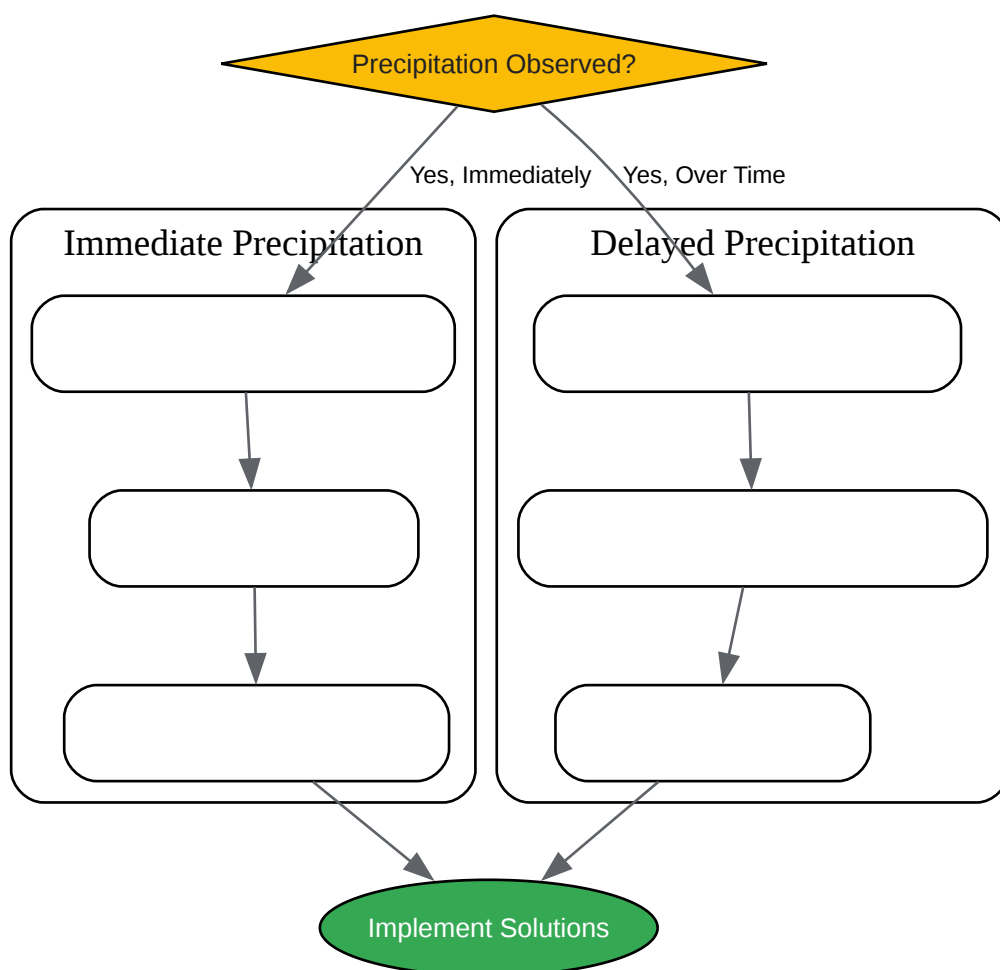 Precipitation Observed?
Yes, Immediately
Yes, Over Time
Immediate Precipitation
Delayed Precipitation
Implement Solutions